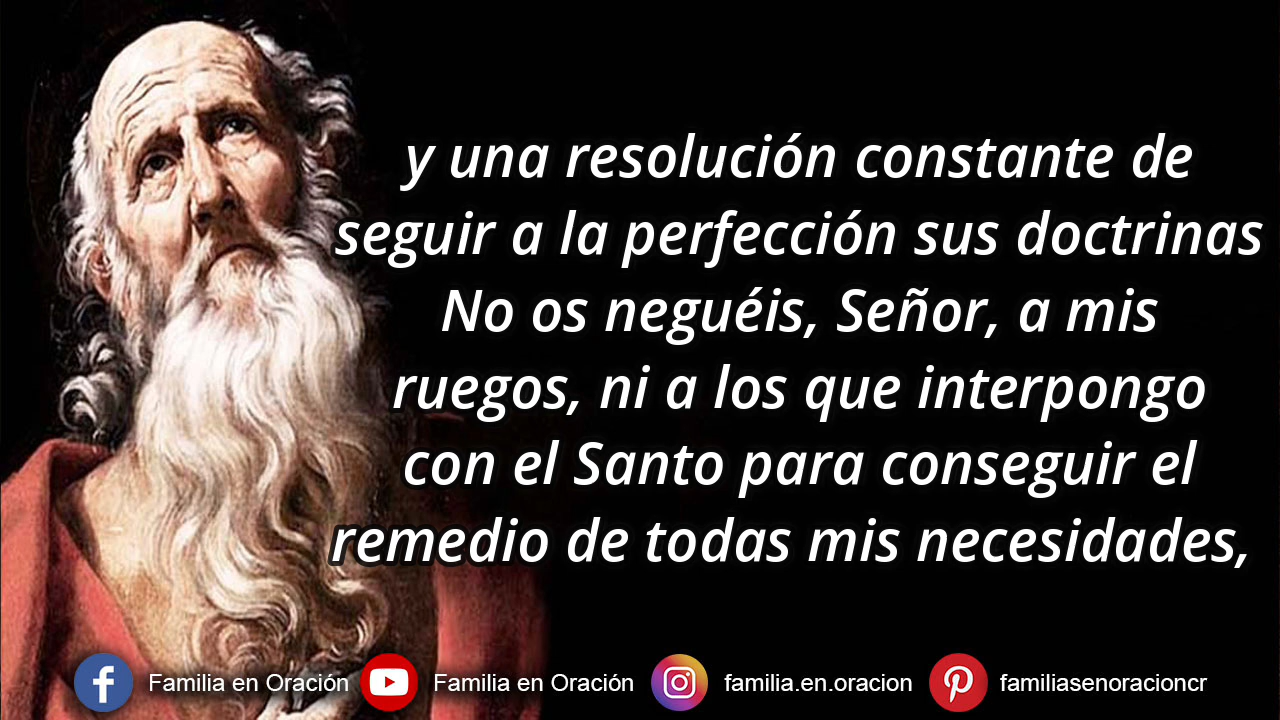 y una resolución constante de
seguir a la perfección sus doctrinas
No os neguéis, Señor, a mis
ruegos, ni a los que interpongo
con el Santo para conseguir el
remedio de todas mis necesidades,
Familia en Oración Familia en Oración familia.en.oracion familiasenoracioncr